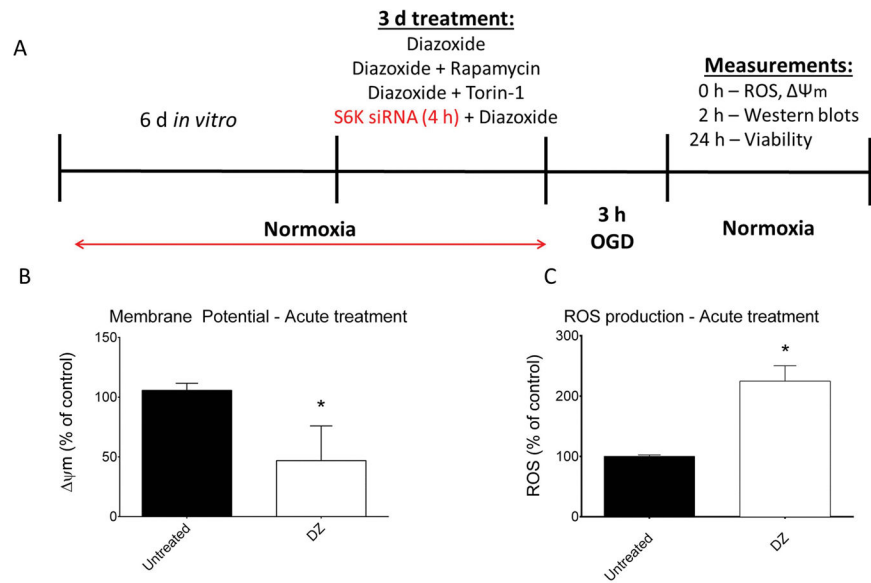 A
3 d treatment:
Diazoxide
Diazoxide + Rapamycin
Diazoxide + Torin-1
S6K siRNA (4 h) + Diazoxide
6 d in vitro
Measurements:
0 h – ROS, ΔΨm
2 h – Western blots
24 h – Viability
Normoxia
3 h
OGD
Normoxia
B
Membrane Potential - Acute treatment
Δψm (% of control)
150
100
50
0
*
Untreated
DZ
C
ROS production - Acute treatment
ROS (% of control)
300
200
100
0
*
Untreated
DZ